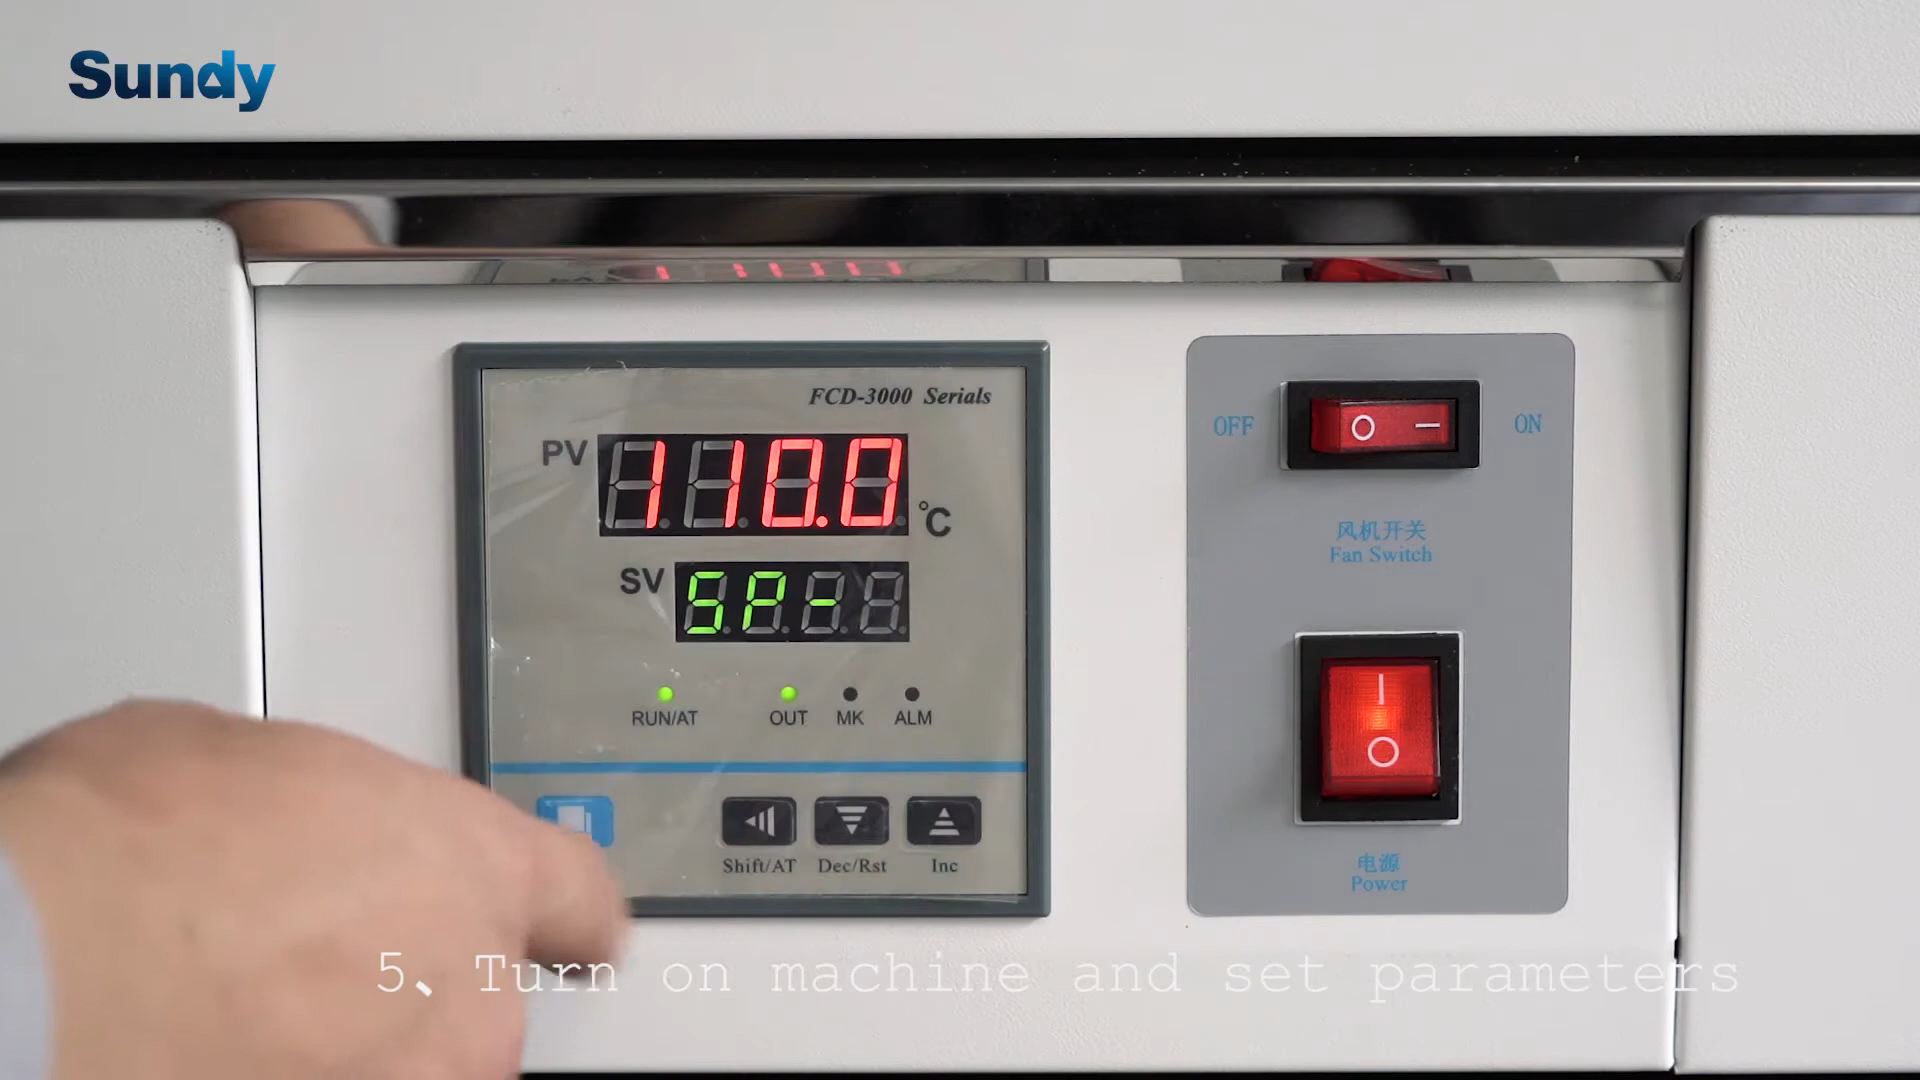 Sundy
FCD-3000 Serials
PV 110.0 °C
SV SP-
RUN/AT OUT MK ALM
Shift/AT Dec/Rst Inc
OFF ON
风机开关
Fan Switch
电源
Power
5、Turn on machine and set parameters